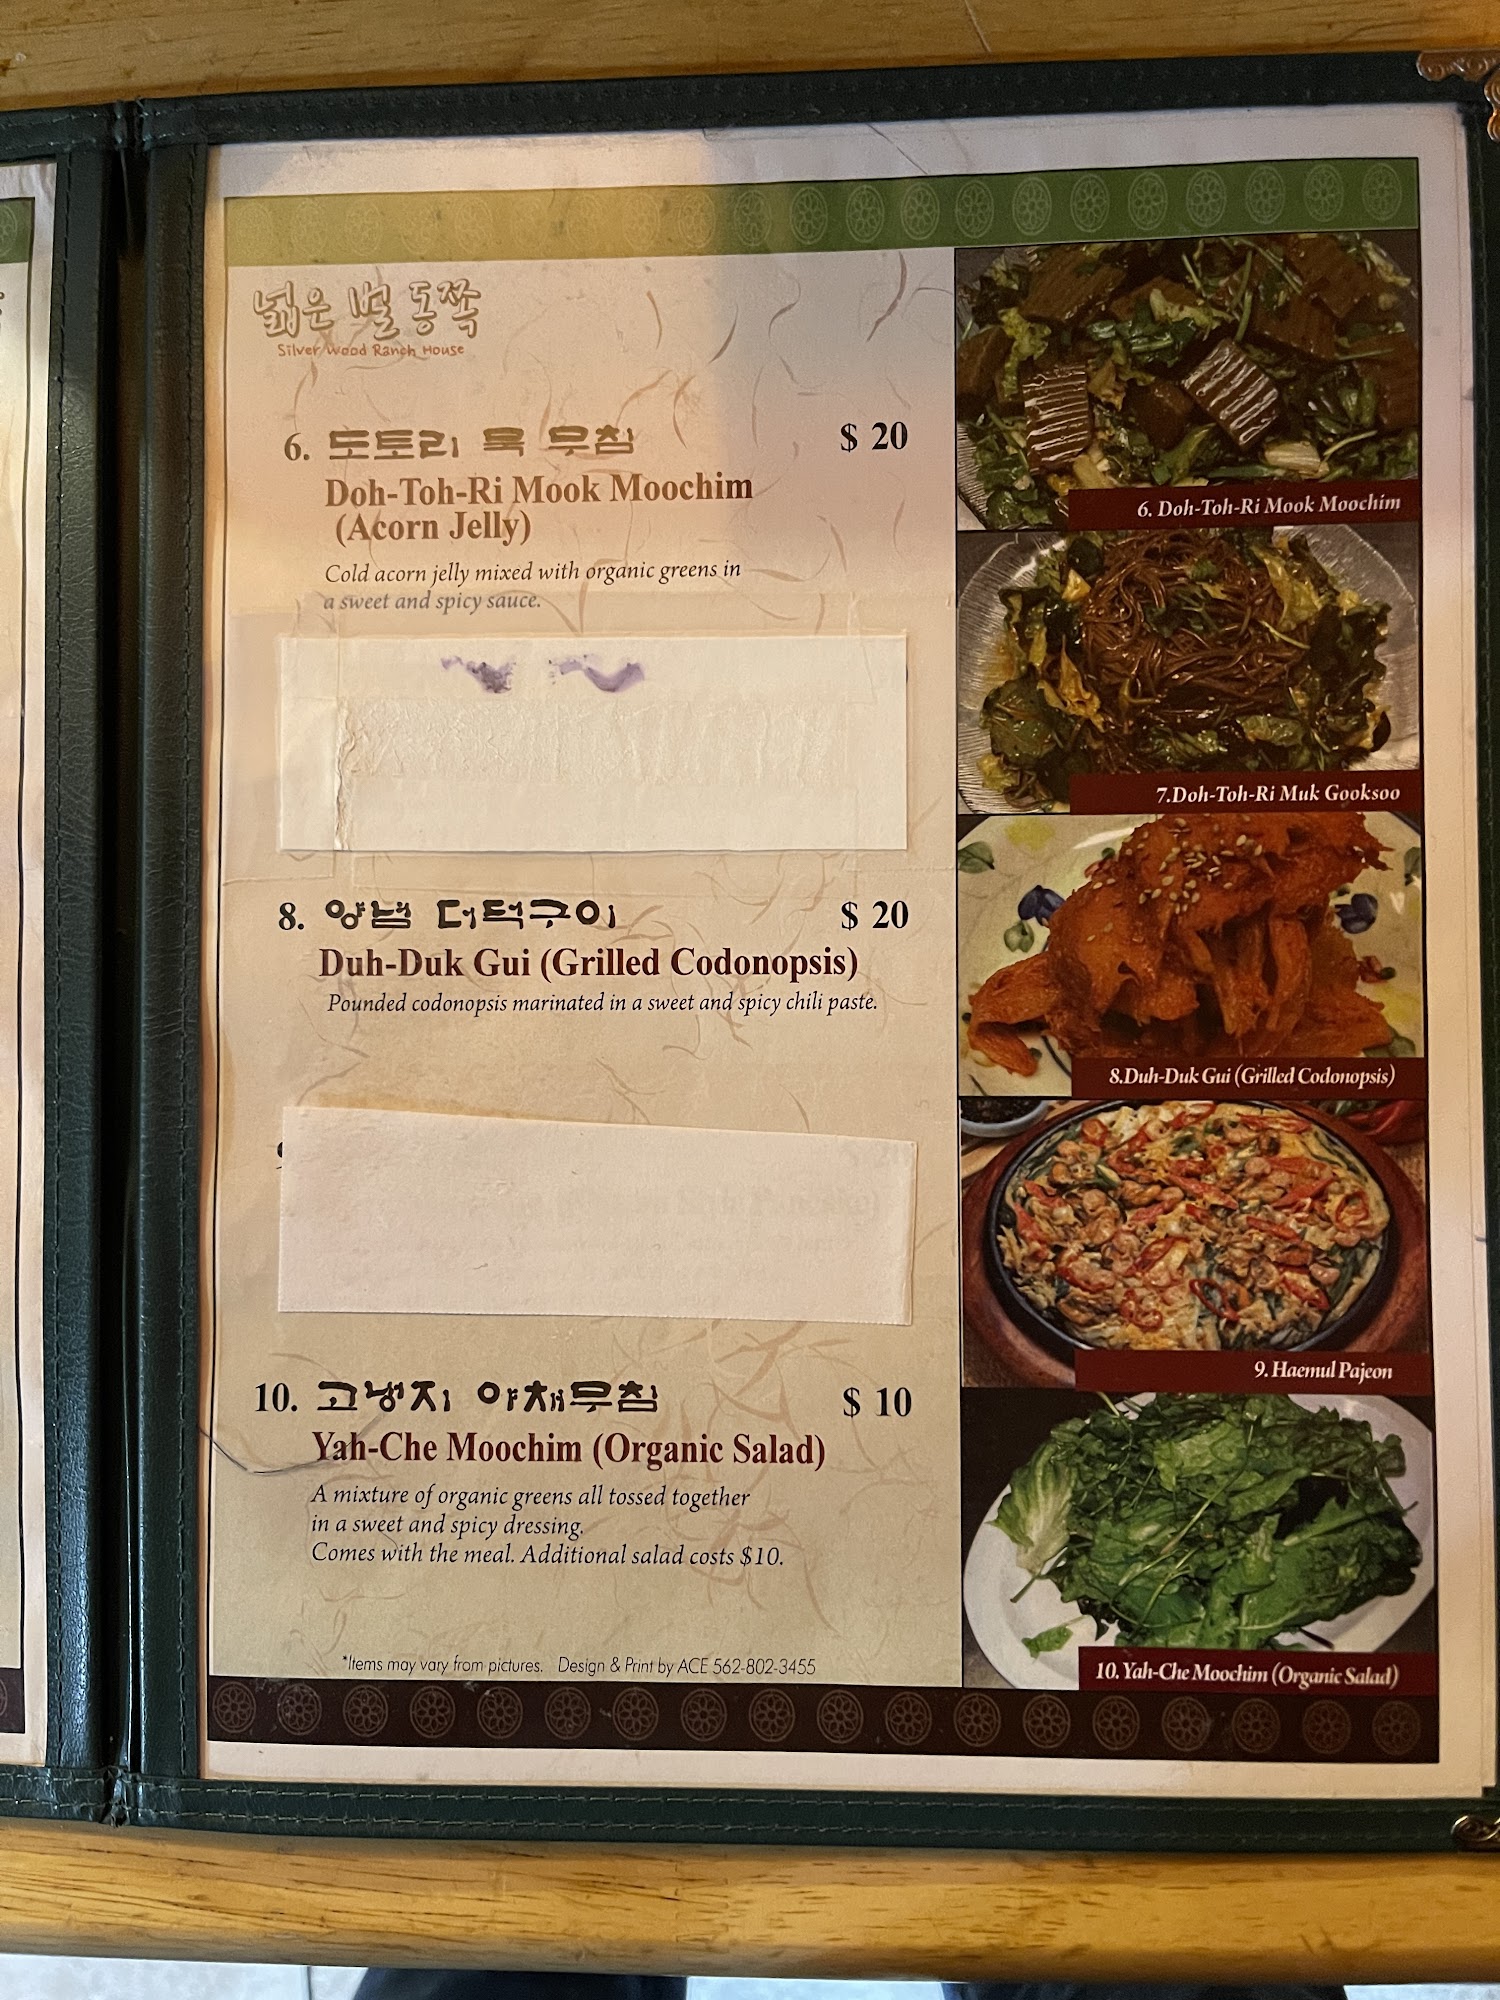 넓은 벌 동쪽
Silver Wood Ranch House
6. 도토리 묵 무침 $ 20
Doh-Toh-Ri Mook Moochim
(Acorn Jelly)
Cold acorn jelly mixed with organic greens in
a sweet and spicy sauce.
8. 양념 더덕구이 $ 20
Duh-Duk Gui (Grilled Codonopsis)
Pounded codonopsis marinated in a sweet and spicy chili paste.
10. 고냉지 야채무침 $ 10
Yah-Che Moochim (Organic Salad)
A mixture of organic greens all tossed together
in a sweet and spicy dressing.
Comes with the meal. Additional salad costs $10.
*Items may vary from pictures. Design & Print by ACE 562-802-3455
6. Doh-Toh-Ri Mook Moochim
7.Doh-Toh-Ri Muk Gooksoo
8.Duh-Duk Gui (Grilled Codonopsis)
9. Haemul Pajeon
10. Yah-Che Moochim (Organic Salad)